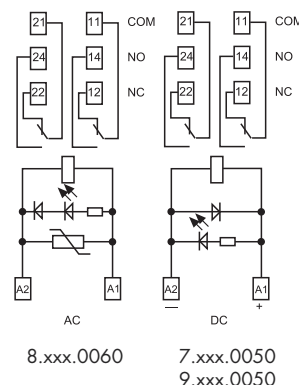 21 11 COM 21 11 COM
24 14 NO 24 14 NO
22 12 NC 22 12 NC
A2 A1 A2 A1
— +
AC DC
8.xxx.0060 7.xxx.0050
9.xxx.0050